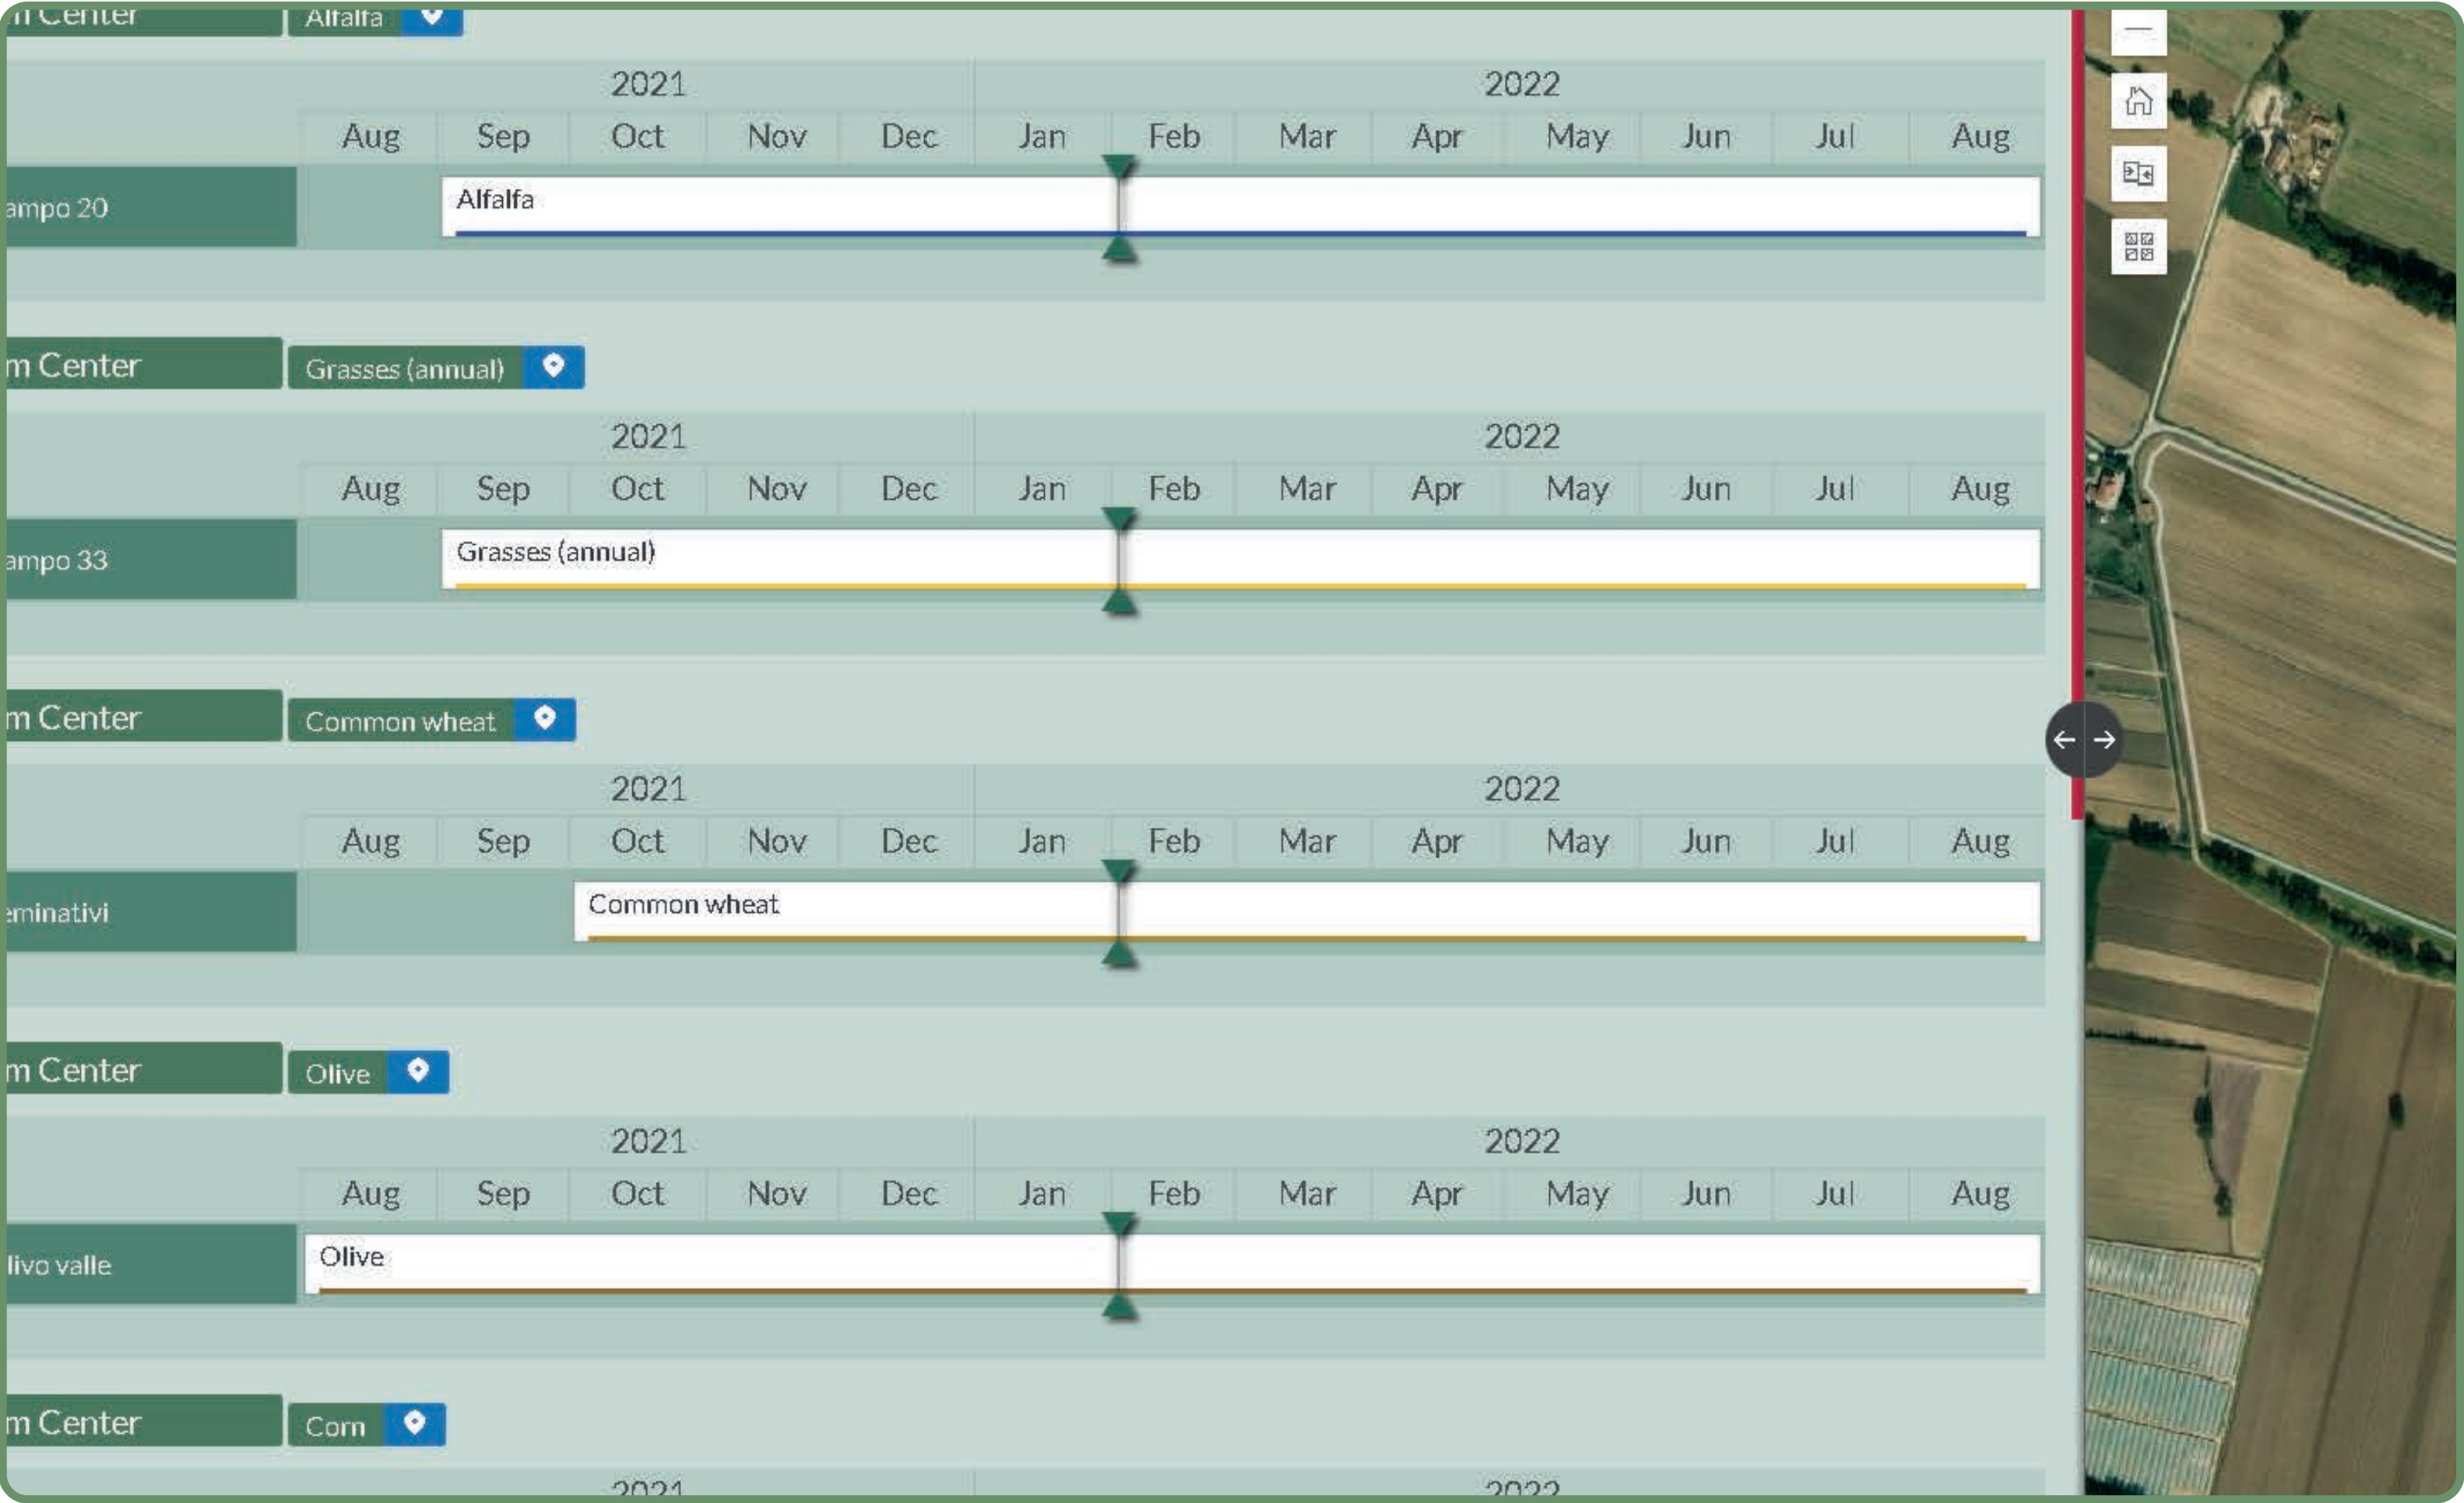 m Center Alfalfa
2021 2022
Aug Sep Oct Nov Dec Jan Feb Mar Apr May Jun Jul Aug
ampo 20 Alfalfa
m Center Grasses (annual)
2021 2022
Aug Sep Oct Nov Dec Jan Feb Mar Apr May Jun Jul Aug
ampo 33 Grasses (annual)
m Center Common wheat
2021 2022
Aug Sep Oct Nov Dec Jan Feb Mar Apr May Jun Jul Aug
eminativi Common wheat
m Center Olive
2021 2022
Aug Sep Oct Nov Dec Jan Feb Mar Apr May Jun Jul Aug
livo valle Olive
m Center Corn
2021 2022